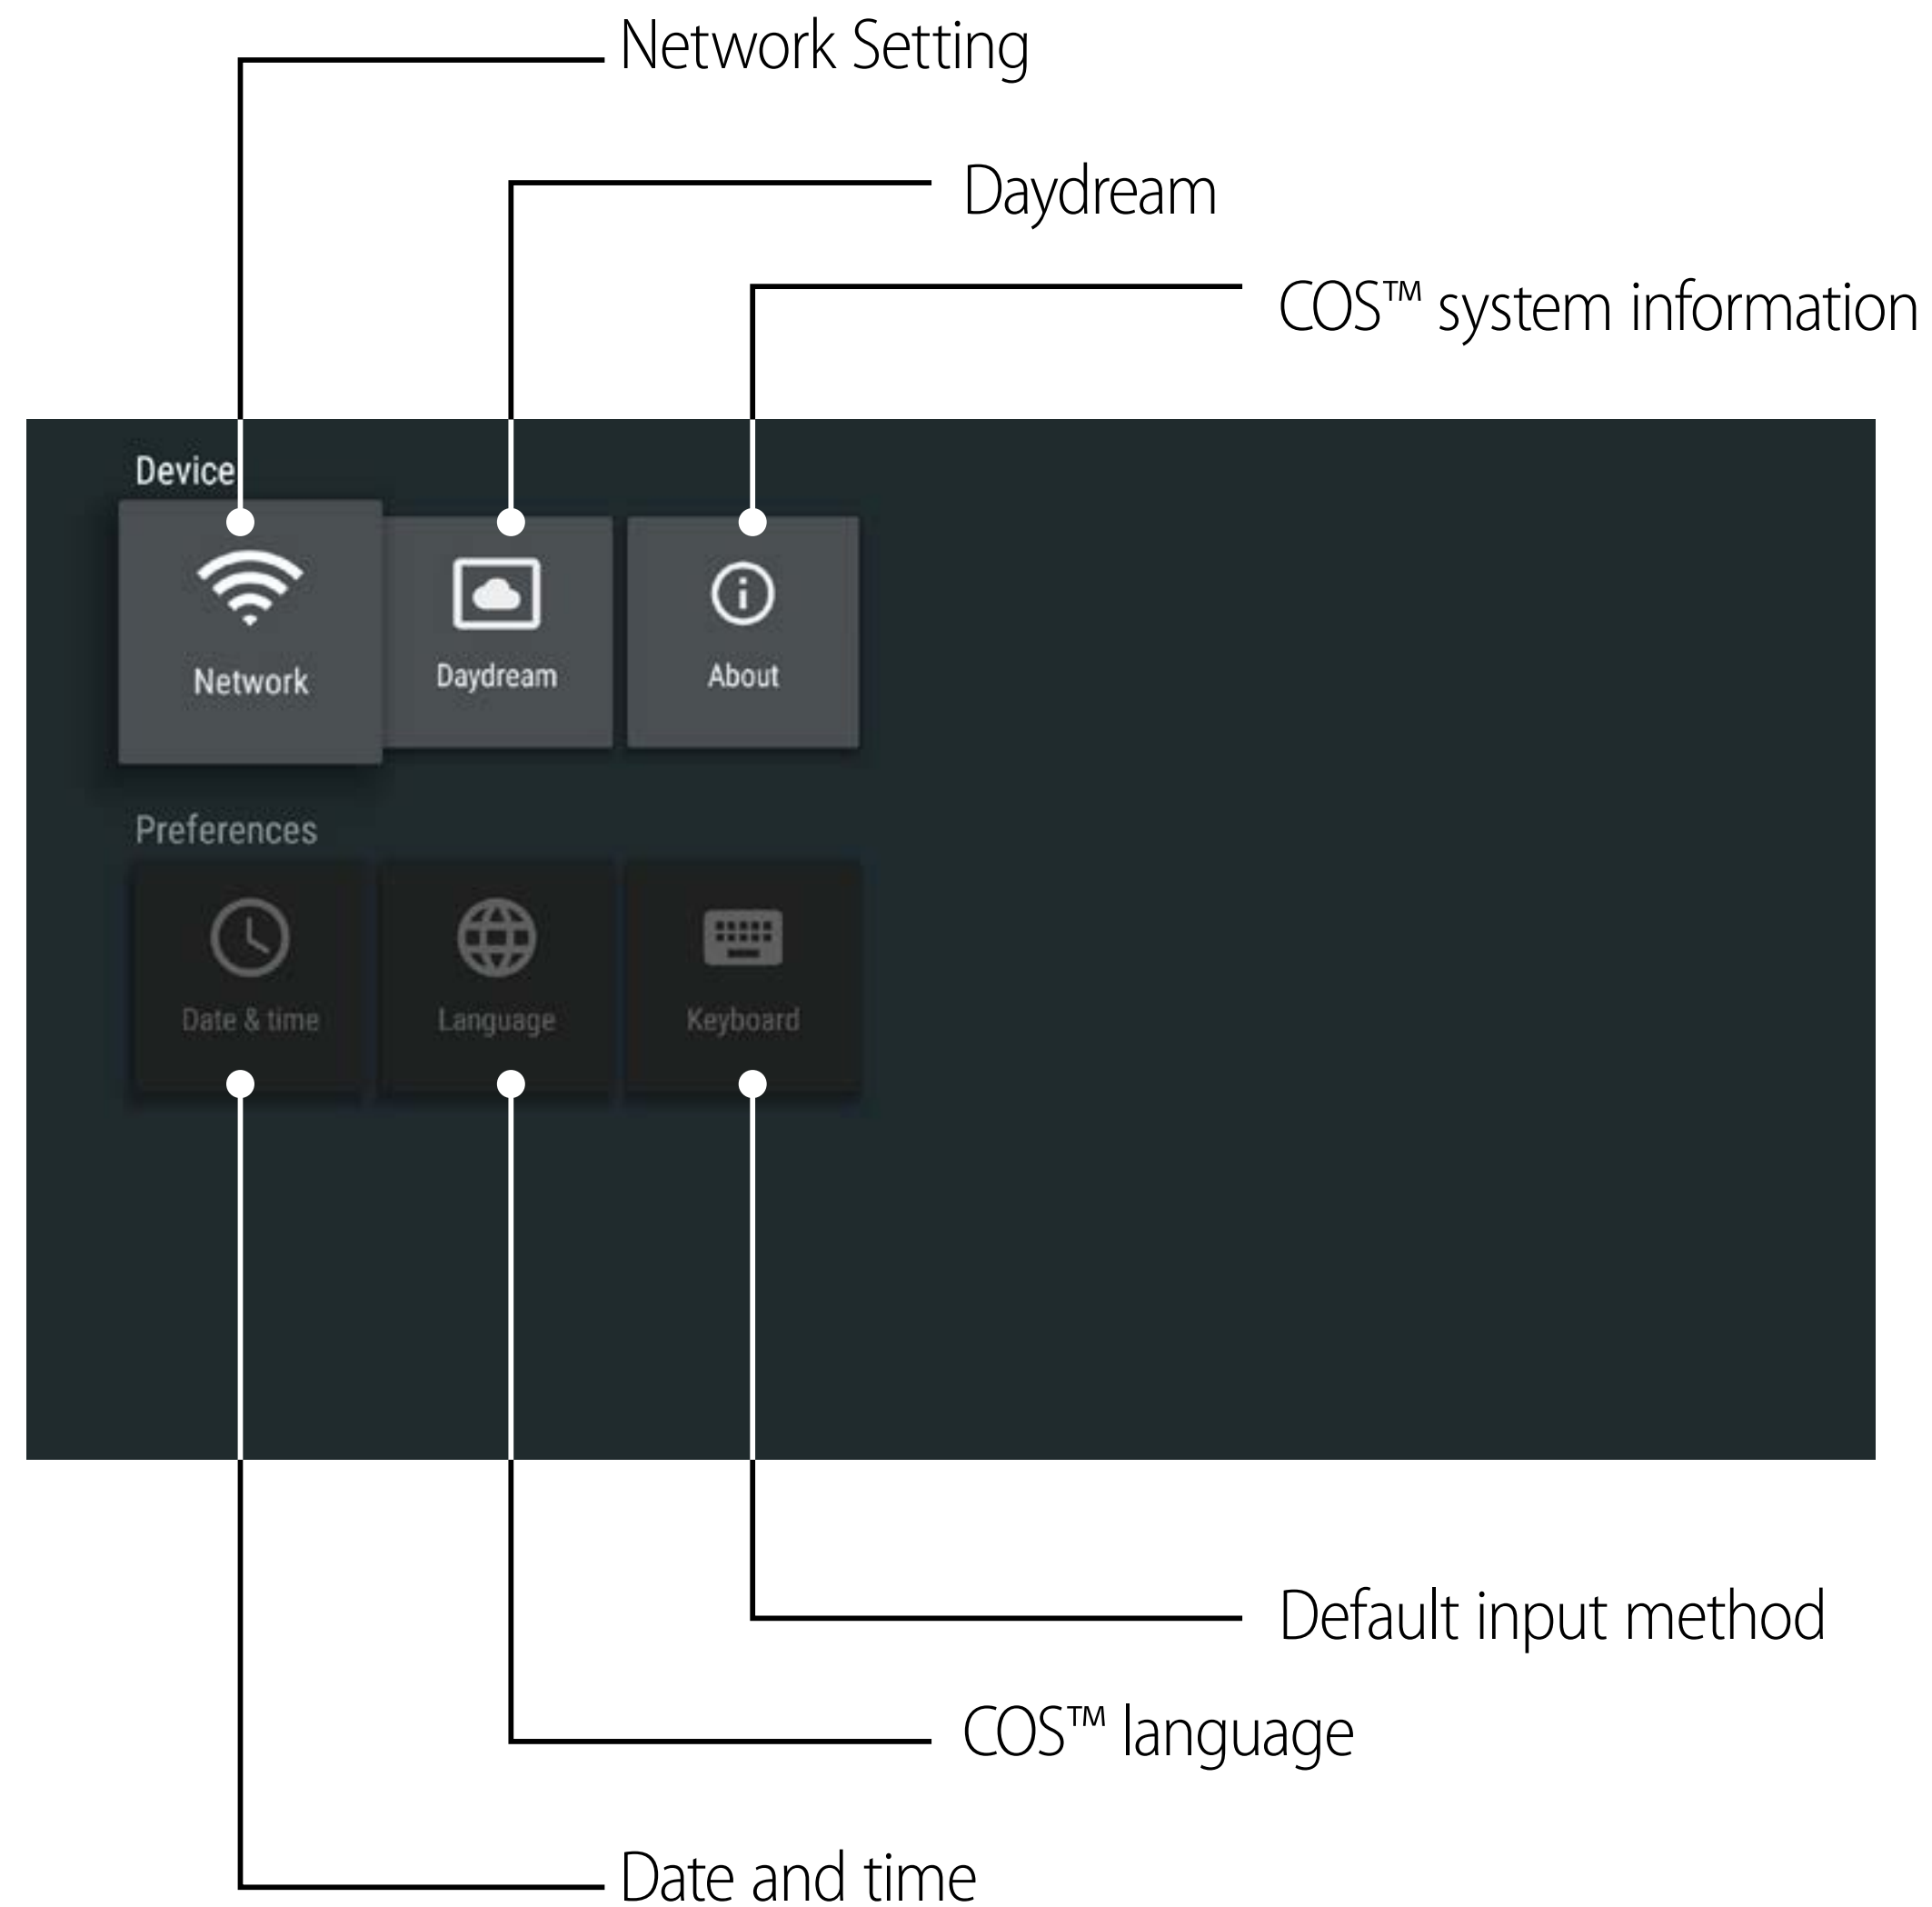 Network Setting
Daydream
COS™ system information
Device
Network
Daydream
About
Preferences
Date & time
Language
Keyboard
Default input method
COS™ language
Date and time